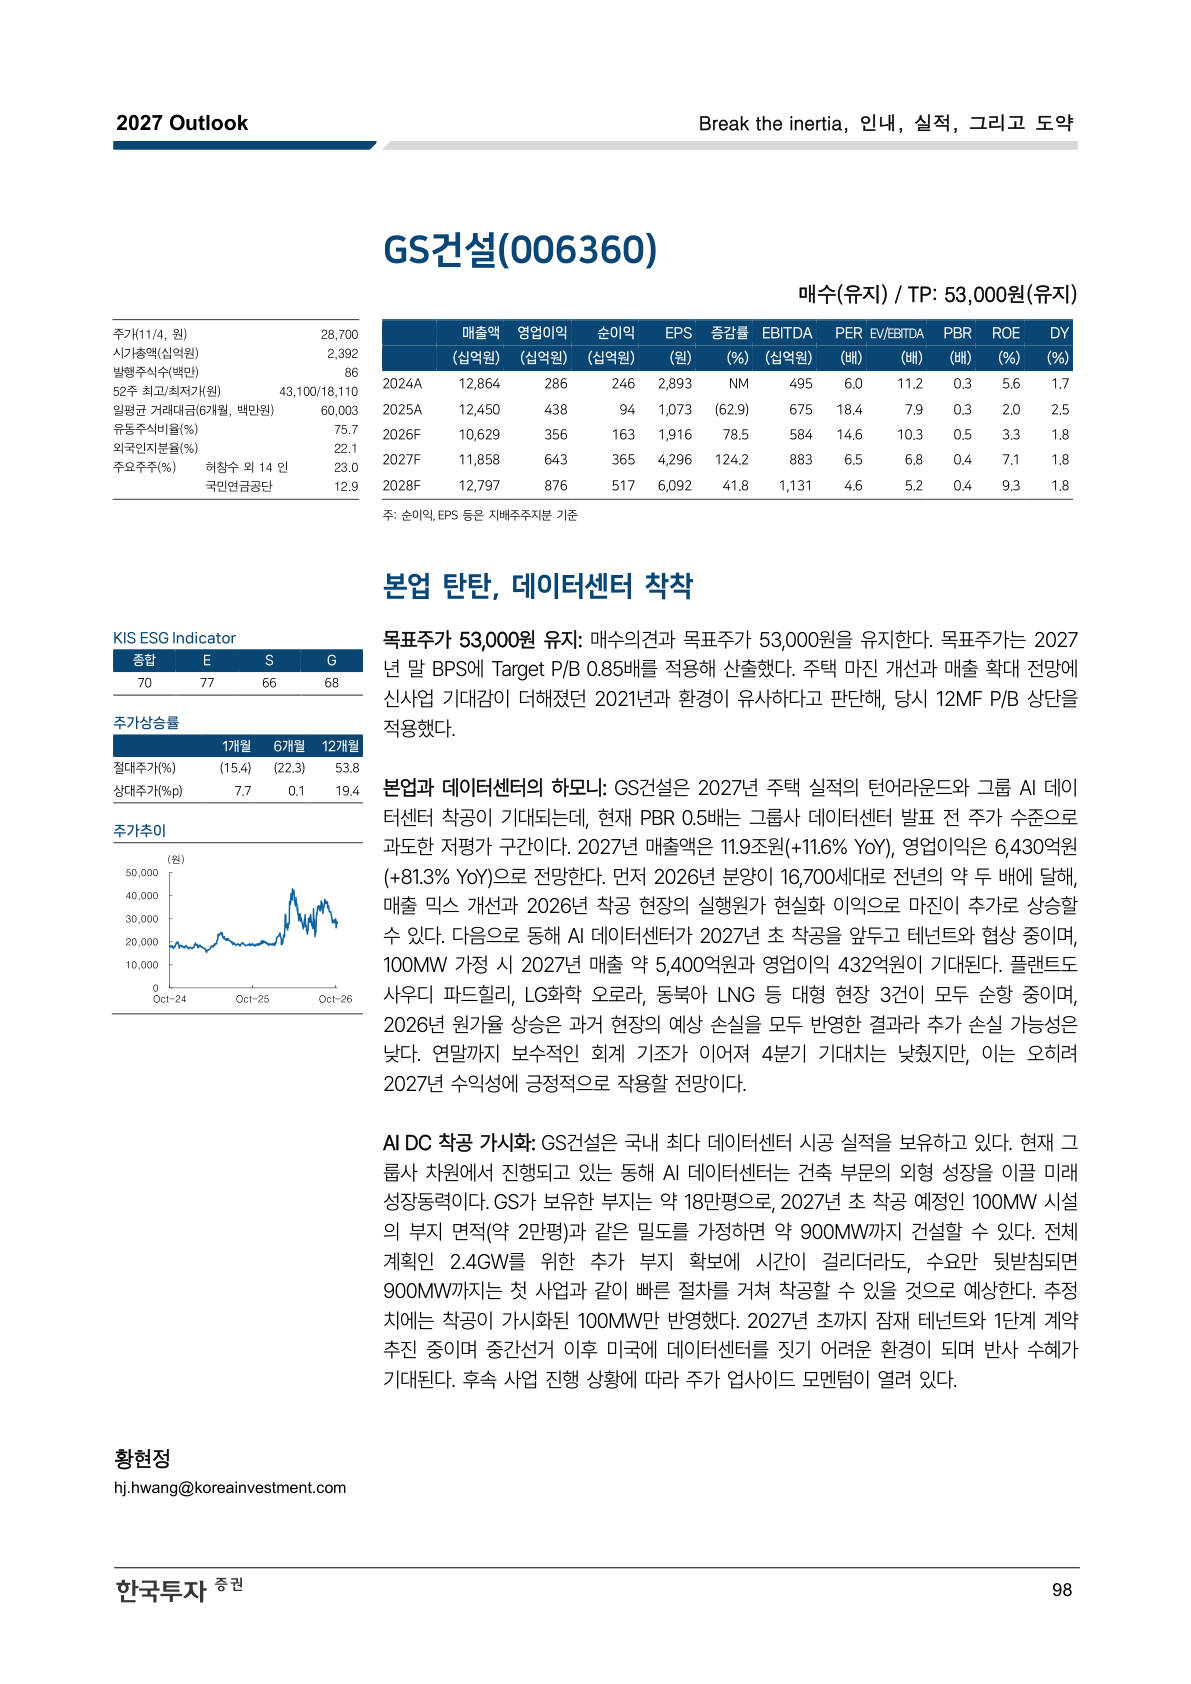 2027 Outlook
Break the inertia, 인내, 실적, 그리고 도약
GS건설(006360)
매수(유지) / TP: 53,000원(유지)
주가(11/4, 원) 28,700
시가총액(십억원) 2,392
발행주식수(백만) 86
52주 최고/최저가(원) 43,100/18,110
일평균 거래대금(6개월, 백만원) 60,003
유동주식비율(%) 75.7
외국인지분율(%) 22.1
주요주주(%) 허창수 외 14 인 23.0
국민연금공단 12.9
매출액 영업이익 순이익 EPS 증감률 EBITDA PER EV/EBITDA PBR ROE DY
(십억원) (십억원) (십억원) (원) (%) (십억원) (배) (배) (배) (%) (%)
2024A 12,864 286 246 2,893 NM 495 6.0 11.2 0.3 5.6 1.7
2025A 12,450 438 94 1,073 (62.9) 675 18.4 7.9 0.3 2.0 2.5
2026F 10,629 356 163 1,916 78.5 584 14.6 10.3 0.5 3.3 1.8
2027F 11,858 643 365 4,296 124.2 883 6.5 6.8 0.4 7.1 1.8
2028F 12,797 876 517 6,092 41.8 1,131 4.6 5.2 0.4 9.3 1.8
주: 순이익, EPS 등은 지배주주지분 기준
본업 탄탄, 데이터센터 착착
KIS ESG Indicator
종합 E S G
70 77 66 68
주가상승률
1개월 6개월 12개월
절대주가(%) (15.4) (22.3) 53.8
상대주가(%p) 7.7 0.1 19.4
주가추이
(원)
50,000
40,000
30,000
20,000
10,000
0
Oct-24 Oct-25 Oct-26
목표주가 53,000원 유지: 매수의견과 목표주가 53,000원을 유지한다. 목표주가는 2027
년 말 BPS에 Target P/B 0.85배를 적용해 산출했다. 주택 마진 개선과 매출 확대 전망에
신사업 기대감이 더해졌던 2021년과 환경이 유사하다고 판단해, 당시 12MF P/B 상단을
적용했다.
본업과 데이터센터의 하모니: GS건설은 2027년 주택 실적의 턴어라운드와 그룹 AI 데이
터센터 착공이 기대되는데, 현재 PBR 0.5배는 그룹사 데이터센터 발표 전 주가 수준으로
과도한 저평가 구간이다. 2027년 매출액은 11.9조원(+11.6% YoY), 영업이익은 6,430억원
(+81.3% YoY)으로 전망한다. 먼저 2026년 분양이 16,700세대로 전년의 약 두 배에 달해,
매출 믹스 개선과 2026년 착공 현장의 실행원가 현실화 이익으로 마진이 추가로 상승할
수 있다. 다음으로 동해 AI 데이터센터가 2027년 초 착공을 앞두고 테넌트와 협상 중이며,
100MW 가정 시 2027년 매출 약 5,400억원과 영업이익 432억원이 기대된다. 플랜트도
사우디 파드힐리, LG화학 오로라, 동북아 LNG 등 대형 현장 3건이 모두 순항 중이며,
2026년 원가율 상승은 과거 현장의 예상 손실을 모두 반영한 결과라 추가 손실 가능성은
낮다. 연말까지 보수적인 회계 기조가 이어져 4분기 기대치는 낮췄지만, 이는 오히려
2027년 수익성에 긍정적으로 작용할 전망이다.
AI DC 착공 가시화: GS건설은 국내 최다 데이터센터 시공 실적을 보유하고 있다. 현재 그
룹사 차원에서 진행되고 있는 동해 AI 데이터센터는 건축 부문의 외형 성장을 이끌 미래
성장동력이다. GS가 보유한 부지는 약 18만평으로, 2027년 초 착공 예정인 100MW 시설
의 부지 면적(약 2만평)과 같은 밀도를 가정하면 약 900MW까지 건설할 수 있다. 전체
계획인 2.4GW를 위한 추가 부지 확보에 시간이 걸리더라도, 수요만 뒷받침되면
900MW까지는 첫 사업과 같이 빠른 절차를 거쳐 착공할 수 있을 것으로 예상한다. 추정
치에는 착공이 가시화된 100MW만 반영했다. 2027년 초까지 잠재 테넌트와 1단계 계약
추진 중이며 중간선거 이후 미국에 데이터센터를 짓기 어려운 환경이 되며 반사 수혜가
기대된다. 후속 사업 진행 상황에 따라 주가 업사이드 모멘텀이 열려 있다.
황현정
hj.hwang@koreainvestment.com
한국투자 증권
98